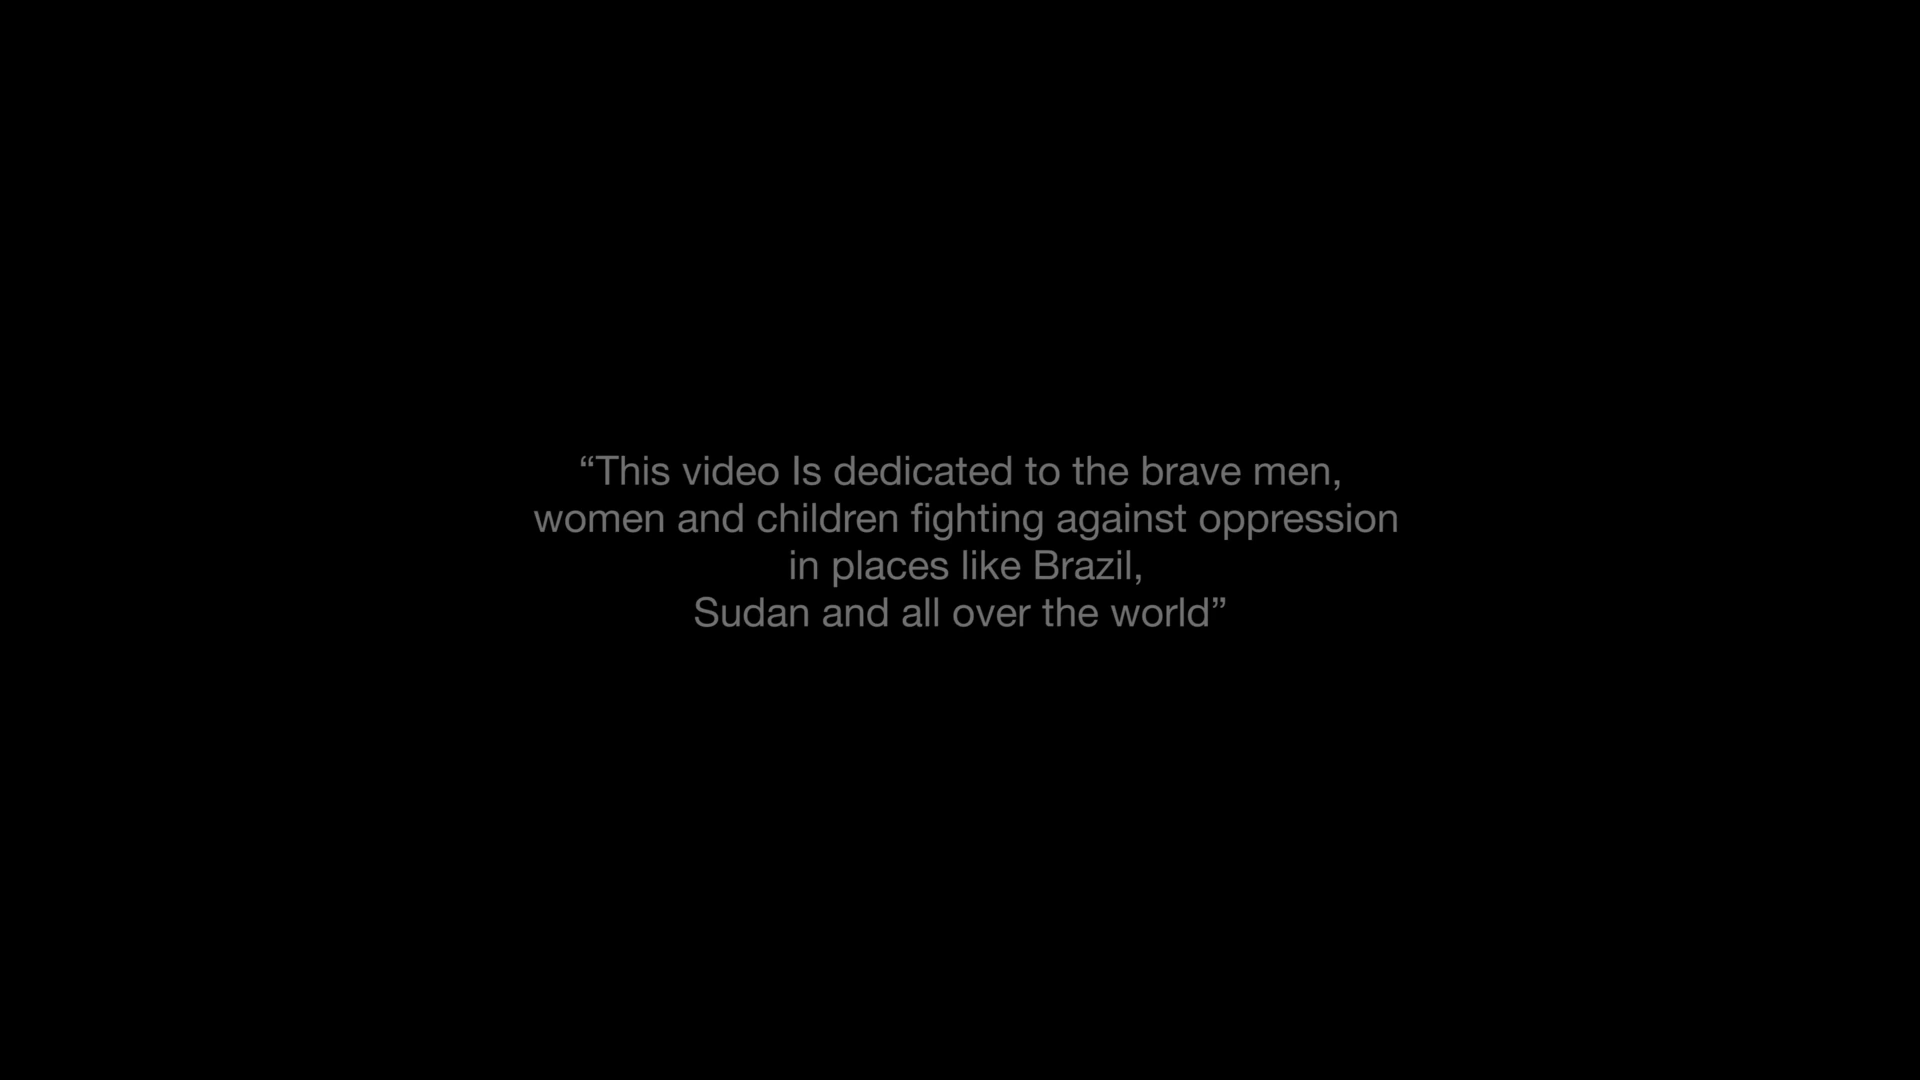 “This video Is dedicated to the brave men,
women and children fighting against oppression
in places like Brazil,
Sudan and all over the world”